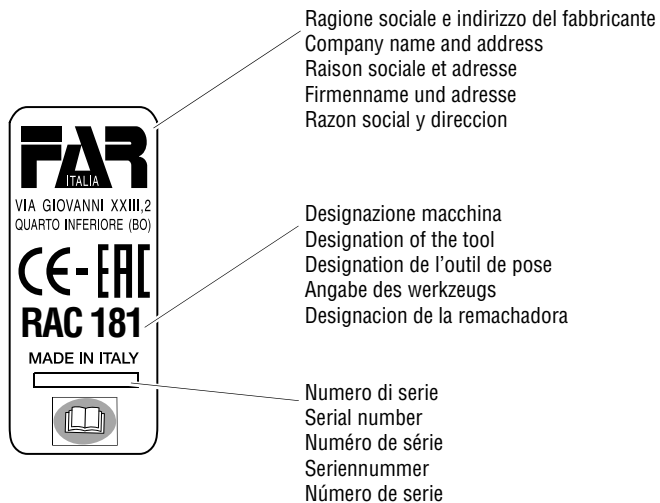 Ragione sociale e indirizzo del fabbricante
Company name and address
Raison sociale et adresse
Firmenname und adresse
Razon social y direccion
FAR
ITALIA
VIA GIOVANNI XXIII,2
QUARTO INFERIORE (BO)
CE-EAC
RAC 181
MADE IN ITALY
Designazione macchina
Designation of the tool
Designation de l'outil de pose
Angabe des werkzeugs
Designacion de la remachadora
Numero di serie
Serial number
Numéro de série
Seriennummer
Número de serie